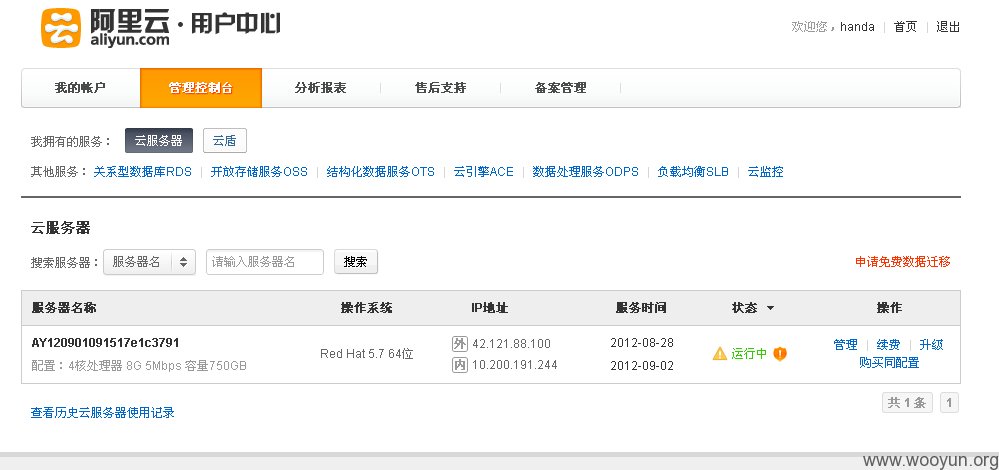 阿里云·用户中心
aliyun.com
欢迎您，handa 首页 退出
我的帐户 管理控制台 分析报表 售后支持 备案管理
我拥有的服务： 云服务器 云盾
其他服务： 关系型数据库RDS 开放存储服务OSS 结构化数据服务OTS 云引擎ACE 数据处理服务ODPS 负载均衡SLB 云监控
云服务器
搜索服务器： 服务器名 请输入服务器名 搜索 申请免费数据迁移
服务器名称 操作系统 IP地址 服务时间 状态 操作
AY120901091517e1c3791
配置：4核处理器 8G 5Mbps 容量750GB
Red Hat 5.7 64位
外 42.121.88.100
内 10.200.191.244
2012-08-28
2012-09-02
运行中
管理 续费 升级
购买同配置
共 1 条 1
查看历史云服务器使用记录
www.wooyun.org